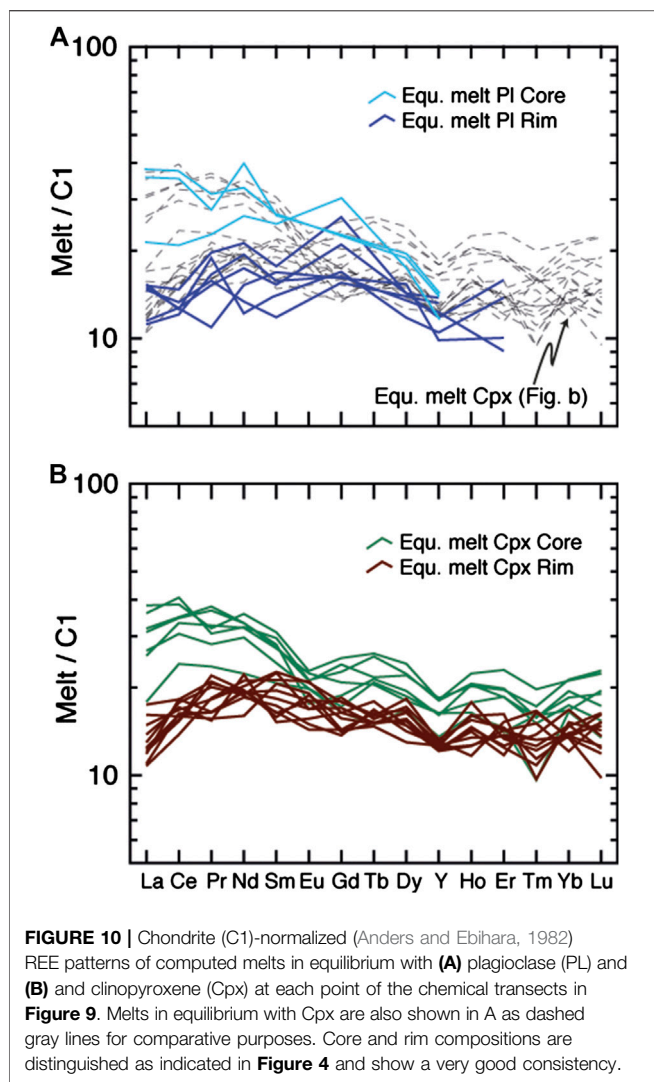 A
100
Equ. melt Pl Core
Equ. melt Pl Rim
Melt / C1
10
Equ. melt Cpx (Fig. b)
B
100
Equ. melt Cpx Core
Equ. melt Cpx Rim
Melt / C1
10
La Ce Pr Nd Sm Eu Gd Tb Dy Y Ho Er Tm Yb Lu
FIGURE 10 | Chondrite (C1)-normalized (Anders and Ebihara, 1982)
REE patterns of computed melts in equilibrium with (A) plagioclase (PL) and
(B) and clinopyroxene (Cpx) at each point of the chemical transects in
Figure 9. Melts in equilibrium with Cpx are also shown in A as dashed
gray lines for comparative purposes. Core and rim compositions are
distinguished as indicated in Figure 4 and show a very good consistency.